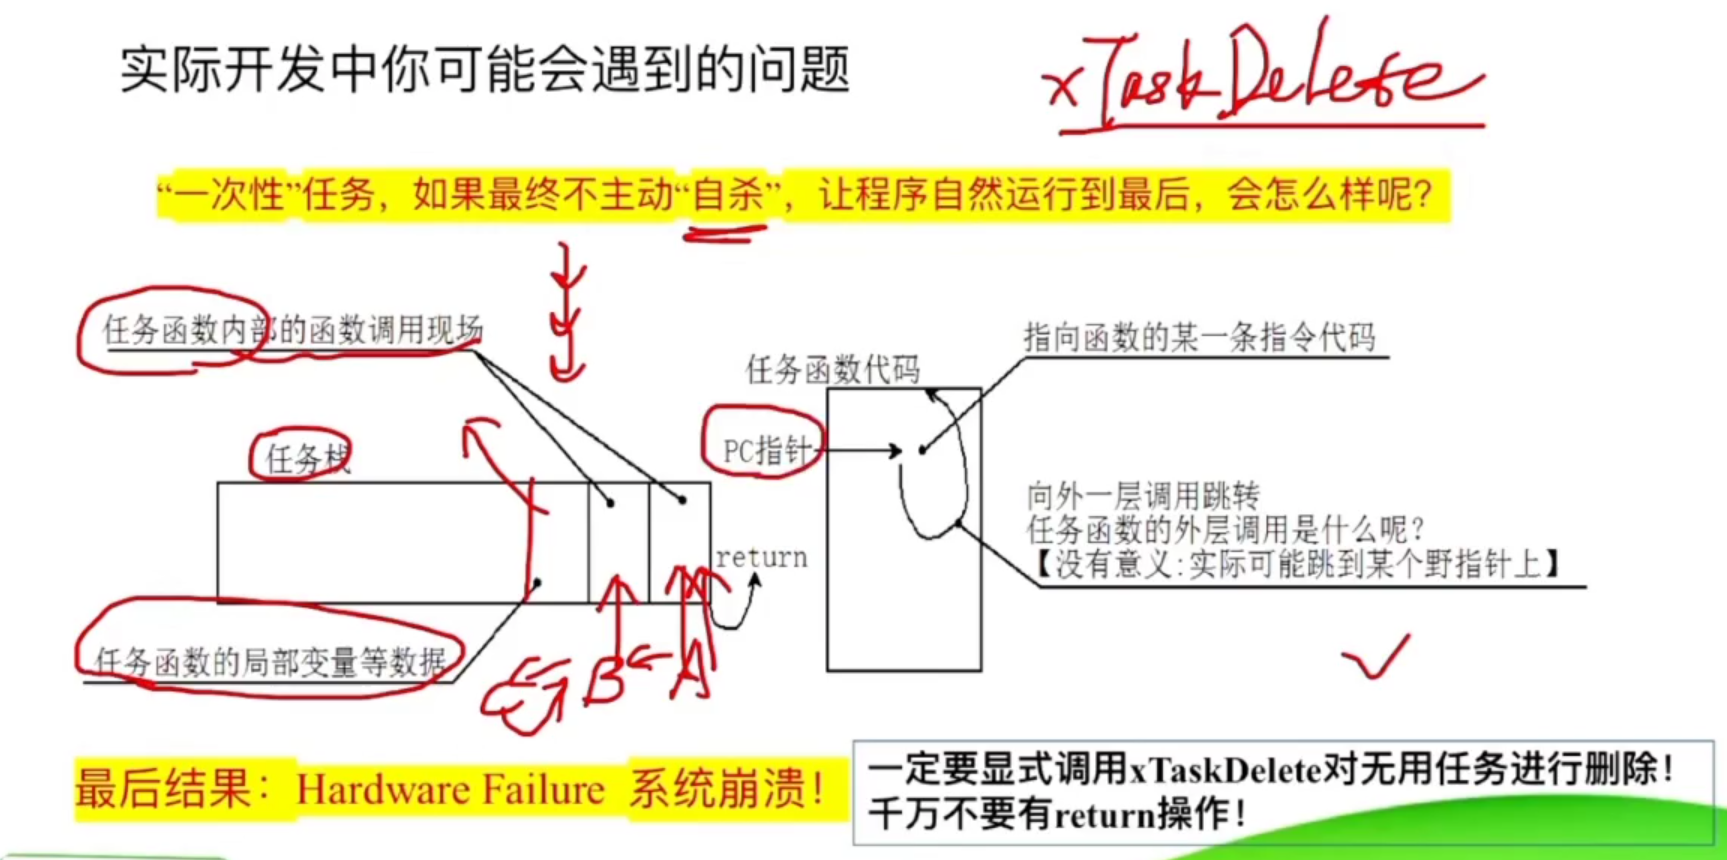 实际开发中你可能会遇到的问题
xTaskDelete
“一次性”任务，如果最终不主动“自杀”，让程序自然运行到最后，会怎么样呢？
任务函数内部的函数调用现场
任务栈
return
任务函数的局部变量等数据
B
A
任务函数代码
PC指针
指向函数的某一条指令代码
向外一层调用跳转
任务函数的外层调用是什么呢？
【没有意义：实际可能跳到某个野指针上】
最后结果：Hardware Failure 系统崩溃！
一定要显式调用xTaskDelete对无用任务进行删除！
千万不要有return操作！